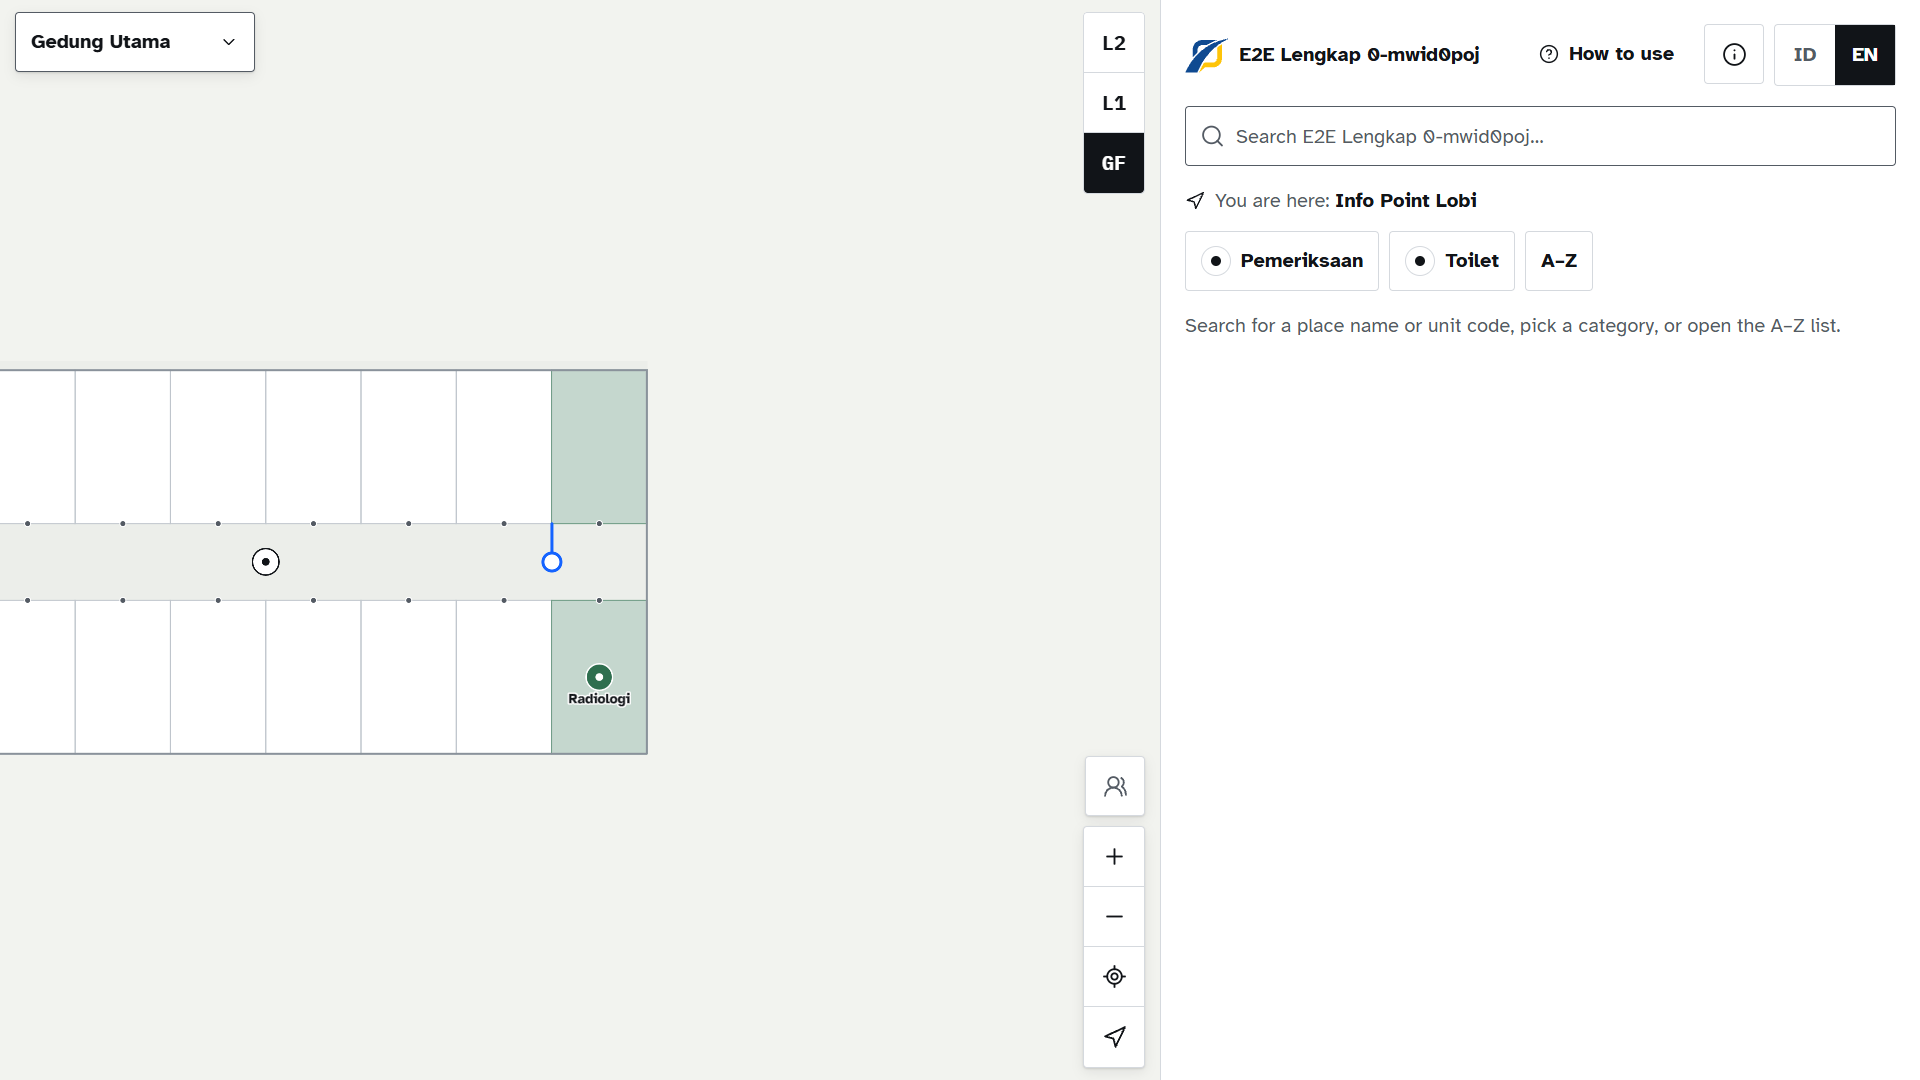 Gedung Utama
L2
L1
GF
Radiologi
E2E Lengkap 0-mwid0poj
How to use
ID
EN
Search E2E Lengkap 0-mwid0poj...
You are here: Info Point Lobi
Pemeriksaan
Toilet
A–Z
Search for a place name or unit code, pick a category, or open the A–Z list.